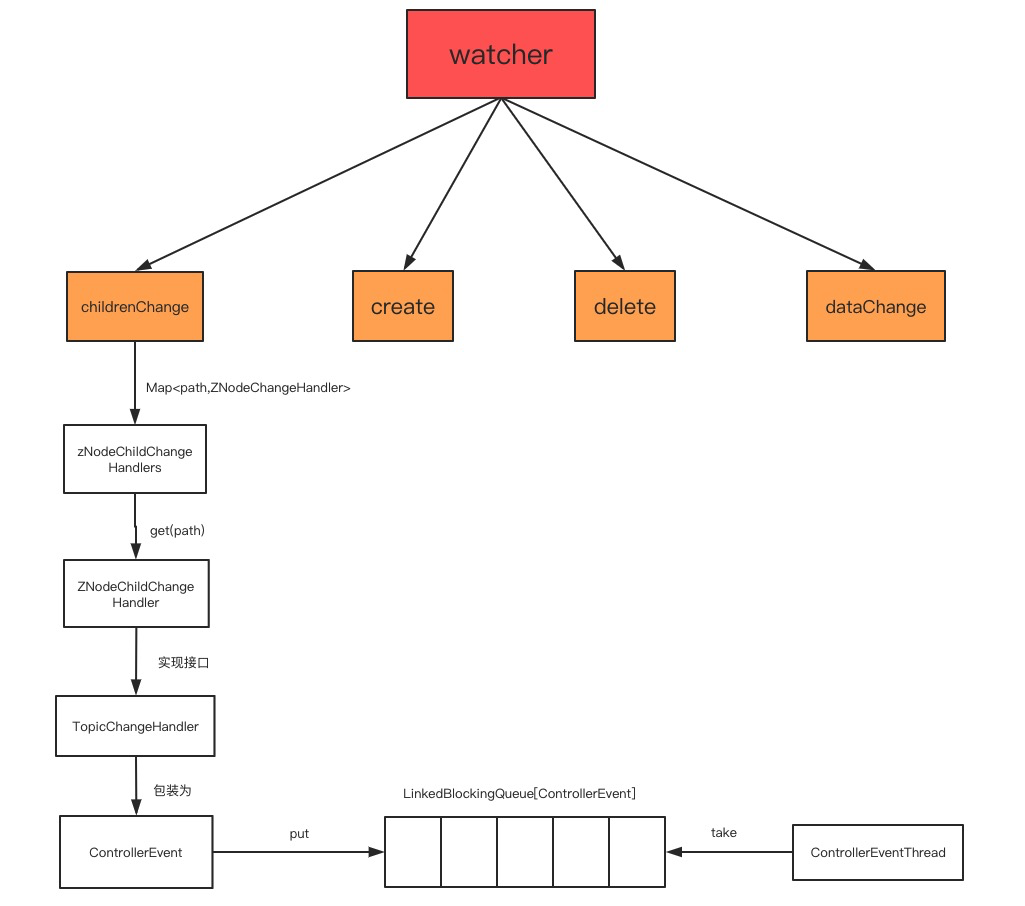 watcher
childrenChange
create
delete
dataChange
Map<path,ZNodeChangeHandler>
zNodeChildChange
Handlers
get(path)
ZNodeChildChange
Handler
实现接口
TopicChangeHandler
包装为
LinkedBlockingQueue[ControllerEvent]
ControllerEvent
put
take
ControllerEventThread